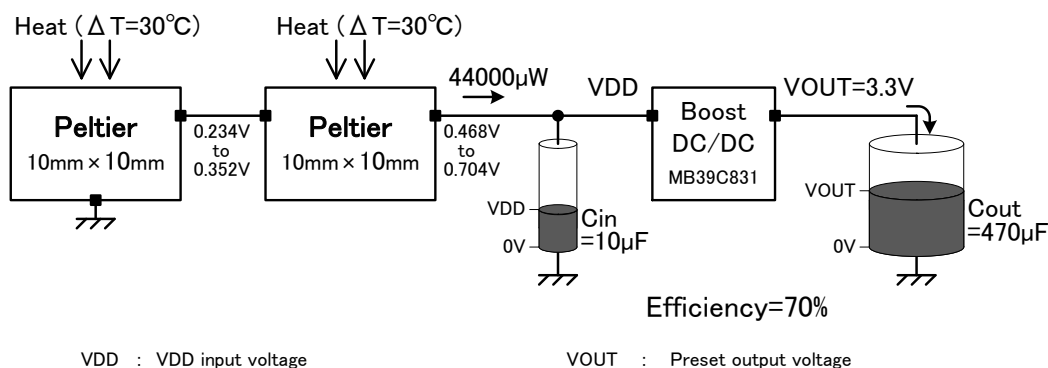 Heat (ΔT=30℃)
Heat (ΔT=30℃)
44000μW
VDD
VOUT=3.3V
Peltier
10mm×10mm
0.234V
to
0.352V
Peltier
10mm×10mm
0.468V
to
0.704V
Boost
DC/DC
MB39C831
VDD
0V
Cin
=10μF
VOUT
0V
Cout
=470μF
Efficiency=70%
VDD : VDD input voltage
VOUT : Preset output voltage